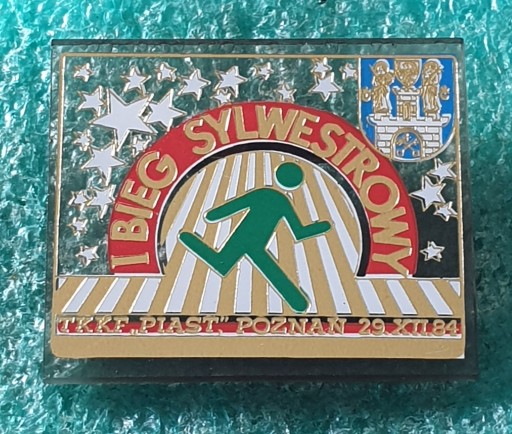 I BIEG SYLWESTROWY
TKKF „PIAST", POZNAŃ 29.XII.84